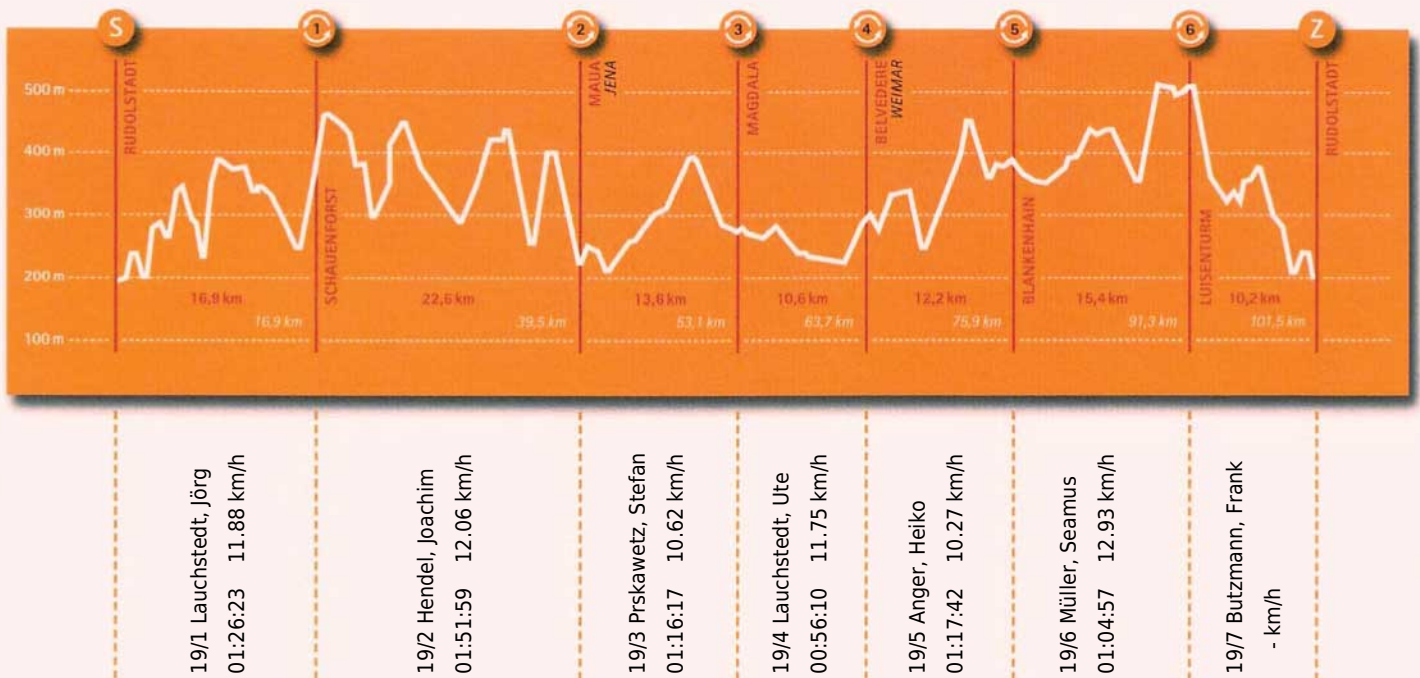 S
1
2
3
4
5
6
Z
500 m
400 m
300 m
200 m
100 m
RUDOLSTADT
SCHAUENFORST
MAUA
JENA
MAGDALA
BELVEDERE
WEIMAR
BLANKENHAIN
LUISENTURM
RUDOLSTADT
16,9 km
22,6 km
13,6 km
10,6 km
12,2 km
15,4 km
10,2 km
16,9 km
39,5 km
53,1 km
63,7 km
75,9 km
91,3 km
101,5 km
19/1 Lauchstedt, Jörg
01:26:23 11.88 km/h
19/2 Hendel, Joachim
01:51:59 12.06 km/h
19/3 Prskawetz, Stefan
01:16:17 10.62 km/h
19/4 Lauchstedt, Ute
00:56:10 11.75 km/h
19/5 Anger, Heiko
01:17:42 10.27 km/h
19/6 Müller, Seamus
01:04:57 12.93 km/h
19/7 Butzmann, Frank
- km/h